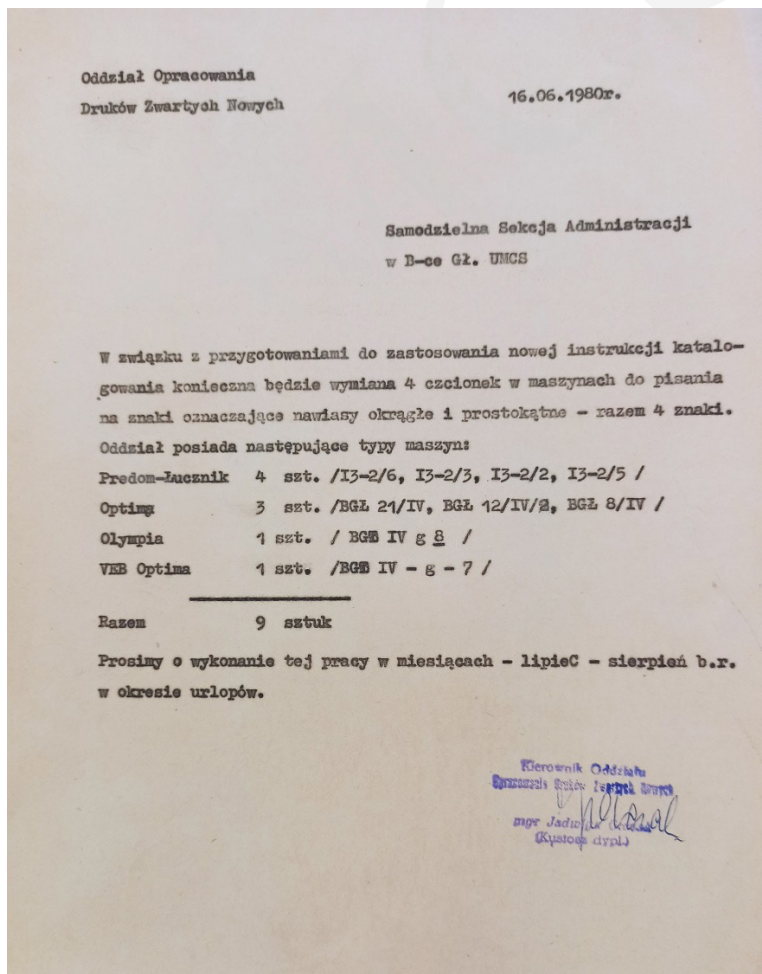 Oddział Opracowania
Druków Zwartych Nowych
16.06.1980r.
Samodzielna Sekcja Administracji
w B-ce Gł. UMCS
W związku z przygotowaniami do zastosowania nowej instrukcji katalo-
gowania konieczna będzie wymiana 4 czcionek w maszynach do pisania
na znaki oznaczające nawiasy okrągłe i prostokątne - razem 4 znaki.
Oddział posiada następujące typy maszyn:
Predom-Łucznik 4 szt. /I3-2/6, I3-2/3, I3-2/2, I3-2/5 /
Optima 3 szt. /BGŁ 21/IV, BGŁ 12/IV/2, BGŁ 8/IV /
Olympia 1 szt. / BGŁ IV g 8 /
VEB Optima 1 szt. /BGŁ IV - g - 7 /
Razem 9 sztuk
Prosimy o wykonanie tej pracy w miesiącach - lipieC - sierpień b.r.
w okresie urlopów.
Kierownik Oddziału
Opracowania Druków Zwartych Nowych
mgr
(Kustosz dypl.)